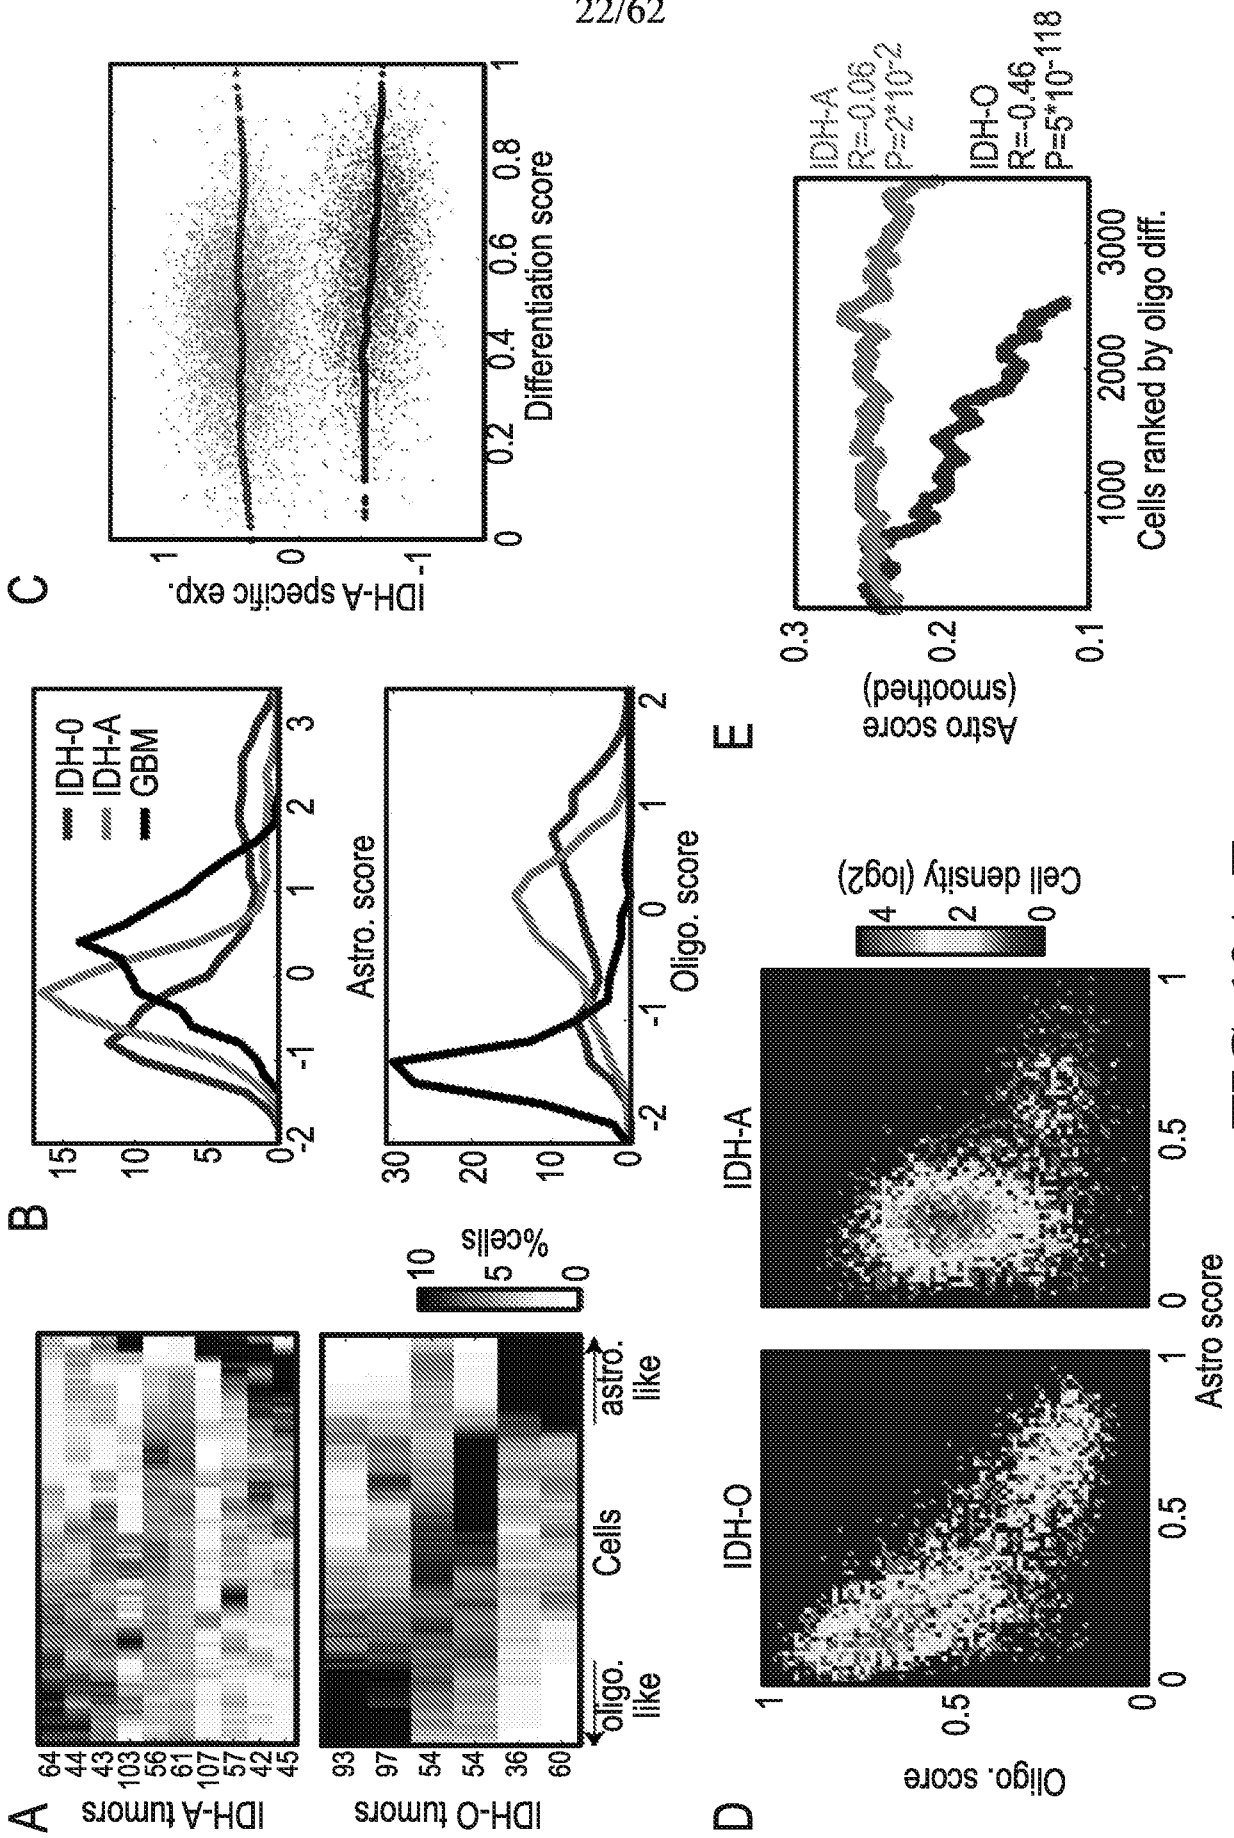 22/62
A
IDH-A tumors
64
44
43
103
56
61
107
57
42
45
IDH-O tumors
93
97
54
54
36
60
oligo.
like
Cells
astro.
like
10
5
0
%cells
B
15
10
5
0
-2
-1
0
1
2
3
IDH-0
IDH-A
GBM
Astro. score
30
20
10
0
-2
-1
0
1
2
Oligo. score
C
IDH-A specific exp.
1
0
-1
0
0.2
0.4
0.6
0.8
1
Differentiation score
D
Oligo. score
1
0.5
0
IDH-O
0
0.5
1
IDH-A
0
0.5
1
Astro score
4
2
0
Cell density (log2)
E
Astro score
(smoothed)
0.3
0.2
0.1
1000
2000
3000
Cells ranked by oligo diff.
IDH-A
R=-0.06
P=2*10-2
IDH-O
R=-0.46
P=5*10-118